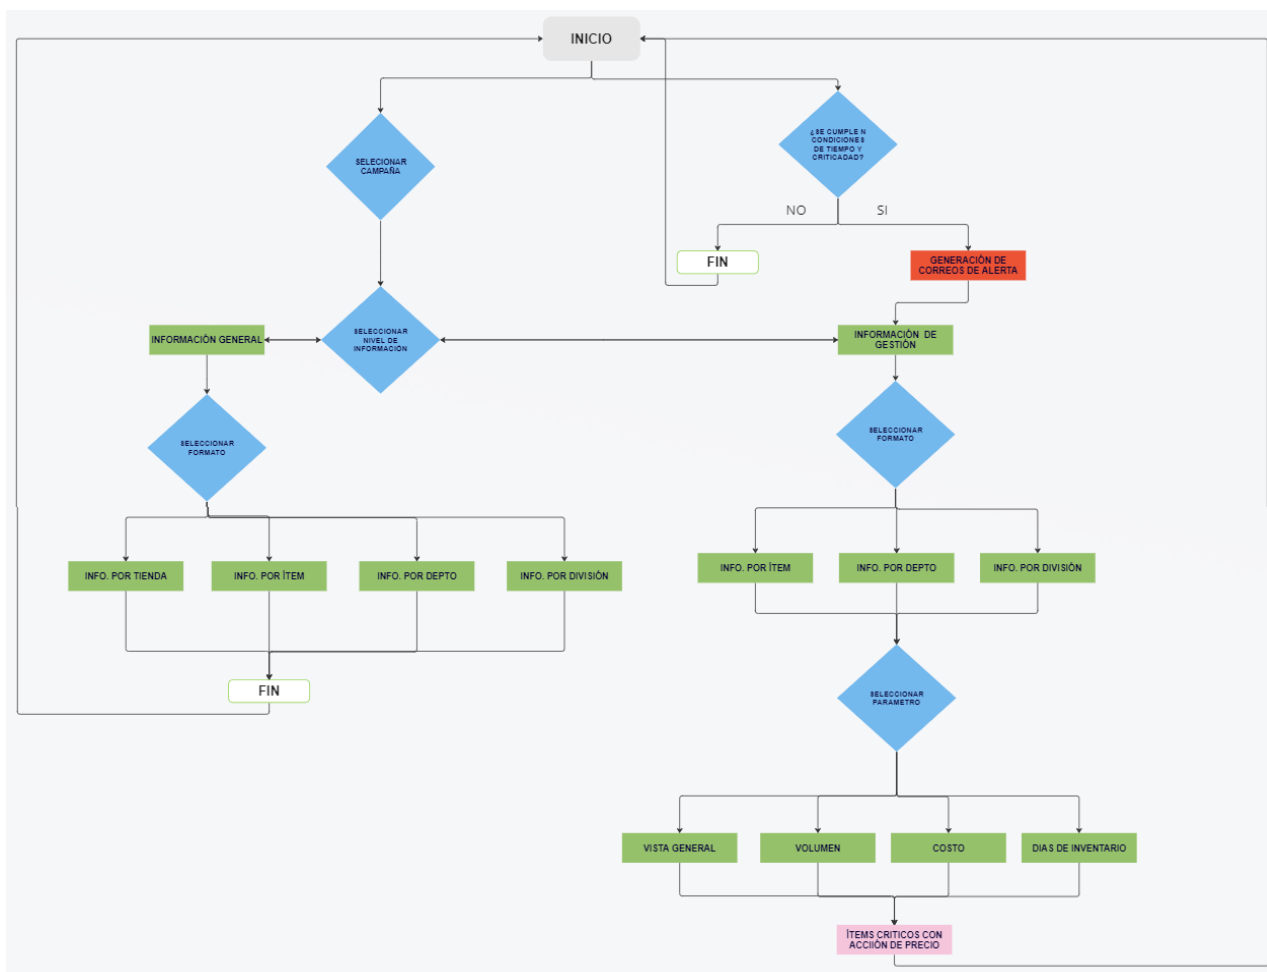 INICIO
¿SE CUMPLE N
CONDICIONES
DE TIEMPO Y
CRITICADAD?
SELECIONAR
CAMPAÑA
NO
SI
FIN
GENERACIÓN DE
CORREOS DE ALERTA
INFORMACIÓN GENERAL
SELECCIONAR
NIVEL DE
INFORMACIÓN
INFORMACIÓN DE
GESTIÓN
SELECCIONAR
FORMATO
SELECCIONAR
FORMATO
INFO. POR TIENDA
INFO. POR ÍTEM
INFO. POR DEPTO
INFO. POR DIVISIÓN
INFO. POR ÍTEM
INFO. POR DEPTO
INFO. POR DIVISIÓN
FIN
SELECCIONAR
PARAMETRO
VISTA GENERAL
VOLUMEN
COSTO
DIAS DE INVENTARIO
ÍTEMS CRITICOS CON
ACCIIÓN DE PRECIO